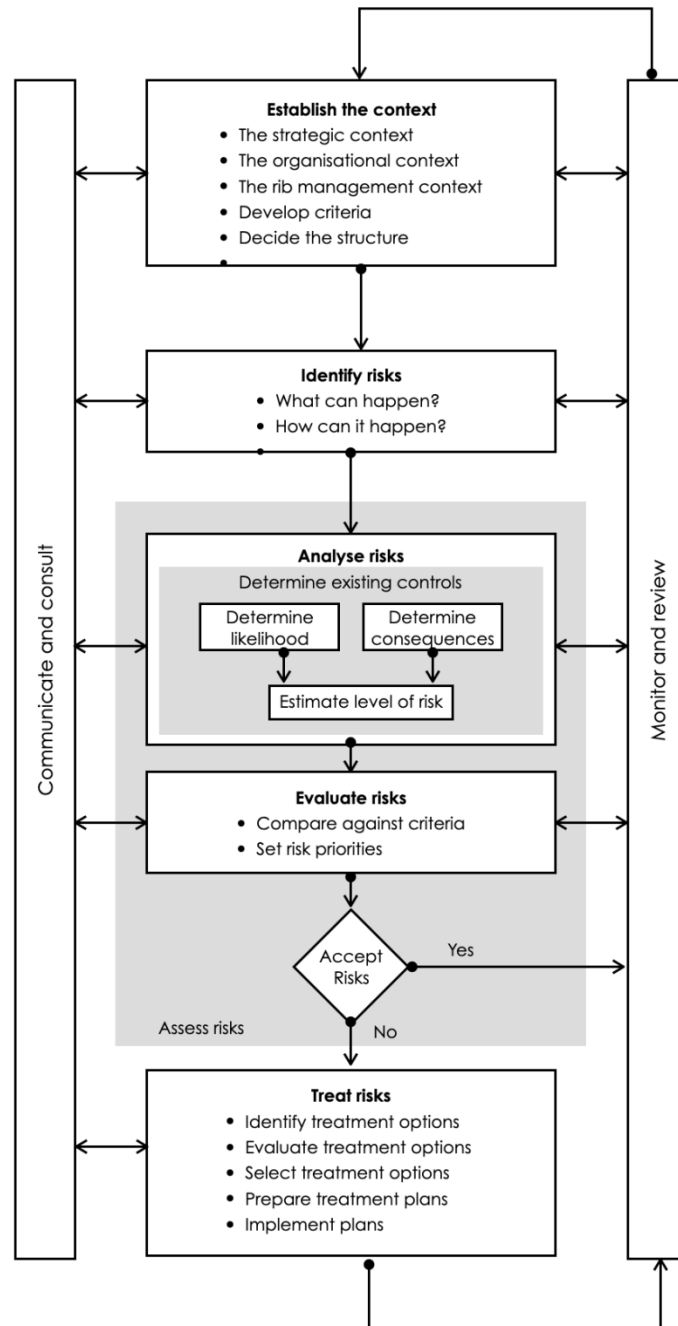 Establish the context
• The strategic context
• The organisational context
• The rib management context
• Develop criteria
• Decide the structure
•
Identify risks
• What can happen?
• How can it happen?
•
Communicate and consult
Monitor and review
Analyse risks
Determine existing controls
Determine
likelihood
Determine
consequences
Estimate level of risk
Evaluate risks
• Compare against criteria
• Set risk priorities
Accept
Risks
Yes
Assess risks
No
Treat risks
• Identify treatment options
• Evaluate treatment options
• Select treatment options
• Prepare treatment plans
• Implement plans